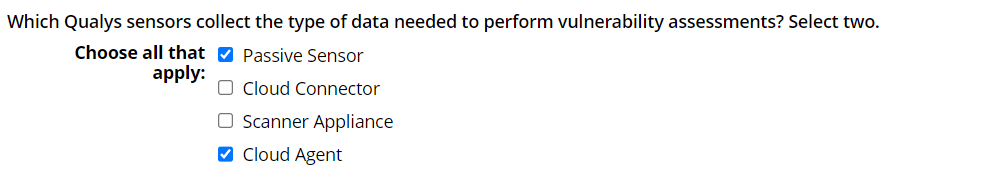 Which Qualys sensors collect the type of data needed to perform vulnerability assessments? Select two.
Choose all that apply:
Passive Sensor
Cloud Connector
Scanner Appliance
Cloud Agent